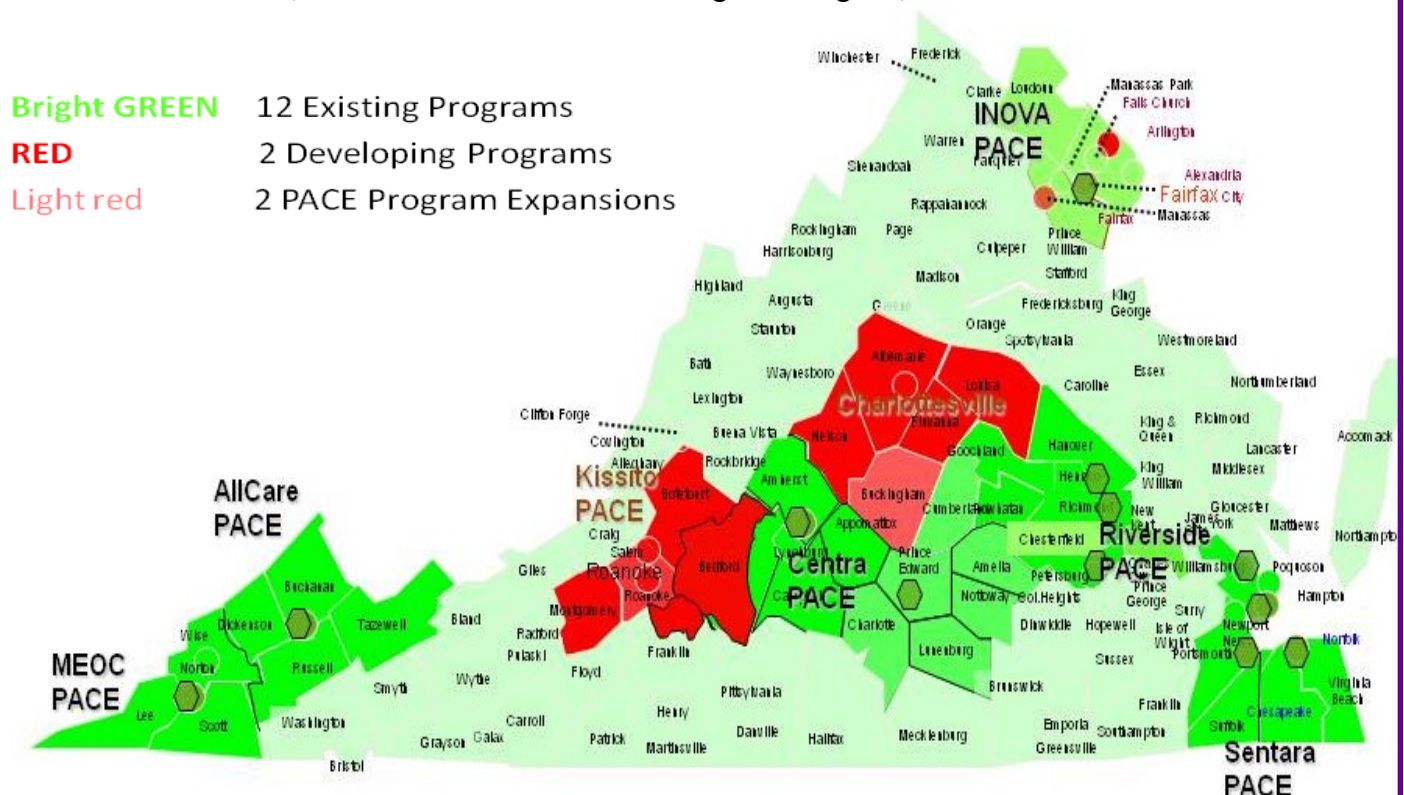 Bright GREEN 12 Existing Programs
RED 2 Developing Programs
Light red 2 PACE Program Expansions
Winchester
Frederick
Clarke
Loudoun
Manassas Park
Falls Church
INOVA
PACE
Arlington
Warren
Shenandoah
Alexandria
Fairfax City
Rappahannock
Fairfax
Manassas
Rockingham
Page
Prince
William
Harrisonburg
Culpeper
Stafford
Madison
Highland
Augusta
Greene
Fredericksburg
King
George
Staunton
Orange
Spotsylvania
Westmoreland
Albemarle
Bath
Waynesboro
Louisa
Caroline
Essex
Northumberland
Lexington
Charlottesville
Fluvanna
Clifton Forge
Covington
Buena Vista
Nelson
Goochland
Hanover
King &
Queen
Richmond
Accomack
Alleghany
Rockbridge
Lancaster
Kissito
PACE
Botetourt
Amherst
Buckingham
King
William
Middlesex
AllCare
PACE
Appomattox
Cumberland
Powhatan
Richmond
New
Kent
James
York
Gloucester
Matthews
Northampto
Craig
Salem
Roanoke
Roanoke
Bedford
Lynchburg
Centra
PACE
Prince
Edward
Chesterfield
Riverside
PACE
Amelia
Petersburg
Williamsburg
Poquoson
Giles
Buchanan
Montgomery
Nottoway
Col.Heights
Prince
George
Surry
Hampton
Wise
Dickenson
Tazewell
Bland
Radford
Charlotte
Dinwiddie
Hopewell
Isle of
Wight
Newport
News
Norfolk
MEOC
PACE
Norton
Russell
Pulaski
Franklin
Floyd
Lunenburg
Sussex
Portsmouth
Lee
Scott
Smyth
Wythe
Pittsylvania
Brunswick
Virginia
Beach
Washington
Carroll
Henry
Franklin
Suffolk
Chesapeake
Grayson
Galax
Patrick
Martinsville
Danville
Halifax
Mecklenburg
Emporia
Greensville
Southampton
Bristol
Sentara
PACE